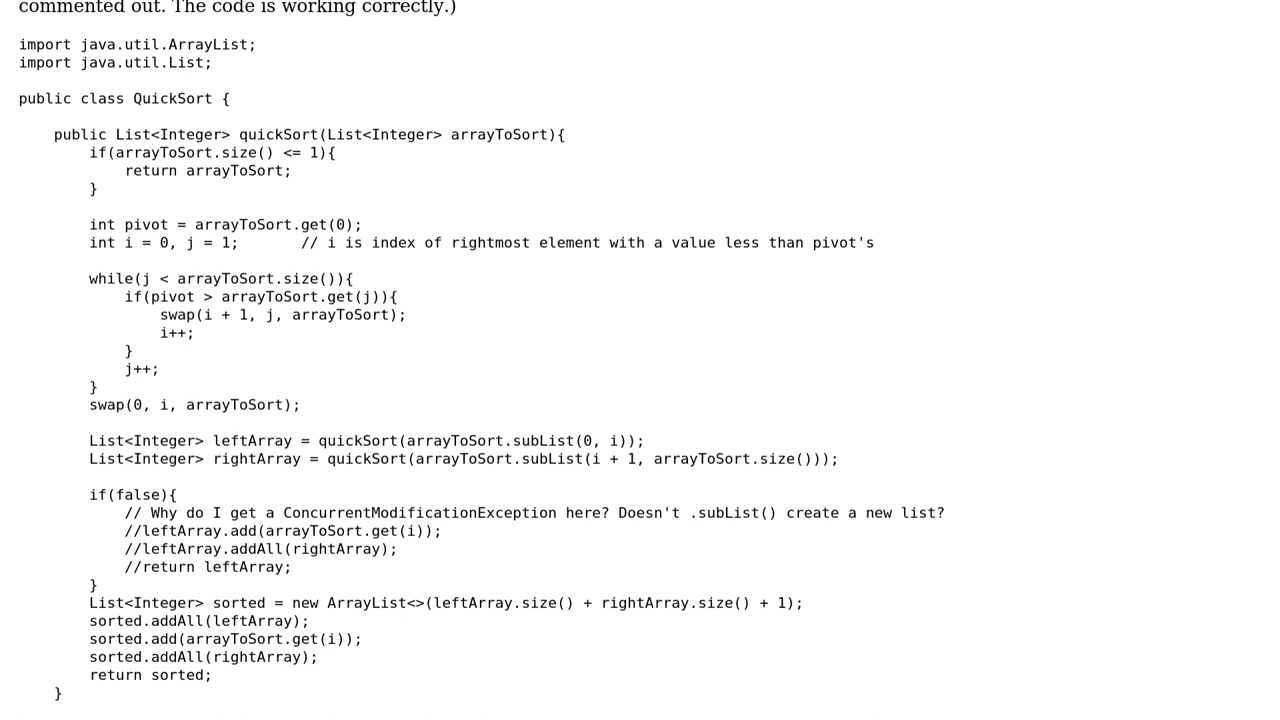 commented out. The code is working correctly.)
import java.util.ArrayList;
import java.util.List;
public class QuickSort {
    public List<Integer> quickSort(List<Integer> arrayToSort){
        if(arrayToSort.size() <= 1){
            return arrayToSort;
        }
        int pivot = arrayToSort.get(0);
        int i = 0, j = 1;       // i is index of rightmost element with a value less than pivot's
        while(j < arrayToSort.size()){
            if(pivot > arrayToSort.get(j)){
                swap(i + 1, j, arrayToSort);
                i++;
            }
            j++;
        }
        swap(0, i, arrayToSort);
        List<Integer> leftArray = quickSort(arrayToSort.subList(0, i));
        List<Integer> rightArray = quickSort(arrayToSort.subList(i + 1, arrayToSort.size()));
        if(false){
            // Why do I get a ConcurrentModificationException here? Doesn't .subList() create a new list?
            //leftArray.add(arrayToSort.get(i));
            //leftArray.addAll(rightArray);
            //return leftArray;
        }
        List<Integer> sorted = new ArrayList<>(leftArray.size() + rightArray.size() + 1);
        sorted.addAll(leftArray);
        sorted.add(arrayToSort.get(i));
        sorted.addAll(rightArray);
        return sorted;
    }